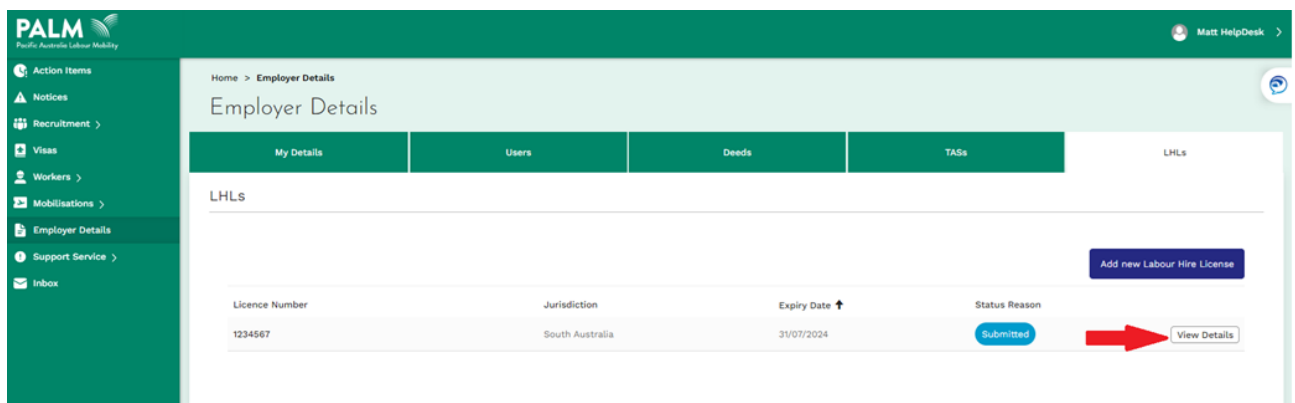 PALM
Pacific Australia Labour Mobility
Matt HelpDesk >
Action Items
Notices
Recruitment >
Visas
Workers >
Mobilisations >
Employer Details
Support Service >
Inbox
Home > Employer Details
Employer Details
My Details Users Deeds TASs LHLs
LHLs
Add new Labour Hire License
Licence Number Jurisdiction Expiry Date ↑ Status Reason
1234567 South Australia 31/07/2024 Submitted View Details